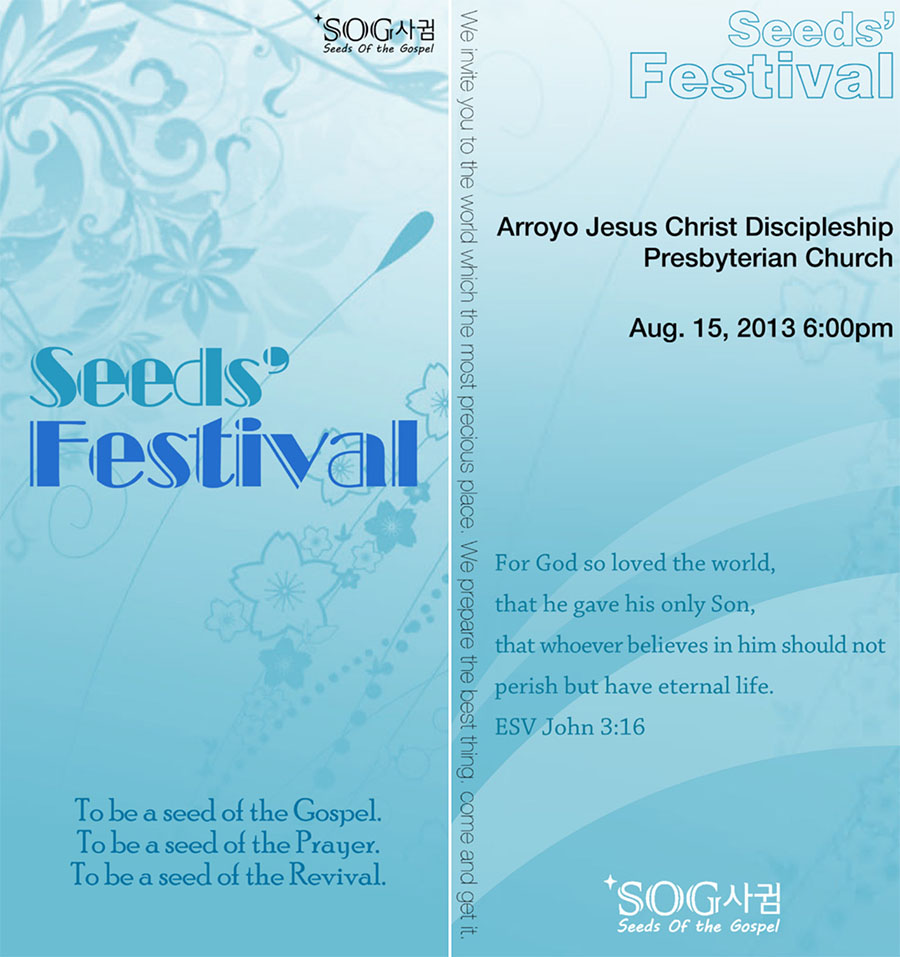 SOG사귐
Seeds Of the Gospel
Seeds'
Festival
To be a seed of the Gospel.
To be a seed of the Prayer.
To be a seed of the Revival.
We invite you to the world which the most precious place. We prepare the best thing, come and get it.
Seeds'
Festival
Arroyo Jesus Christ Discipleship
Presbyterian Church
Aug. 15, 2013 6:00pm
For God so loved the world,
that he gave his only Son,
that whoever believes in him should not
perish but have eternal life.
ESV John 3:16
SOG사귐
Seeds Of the Gospel